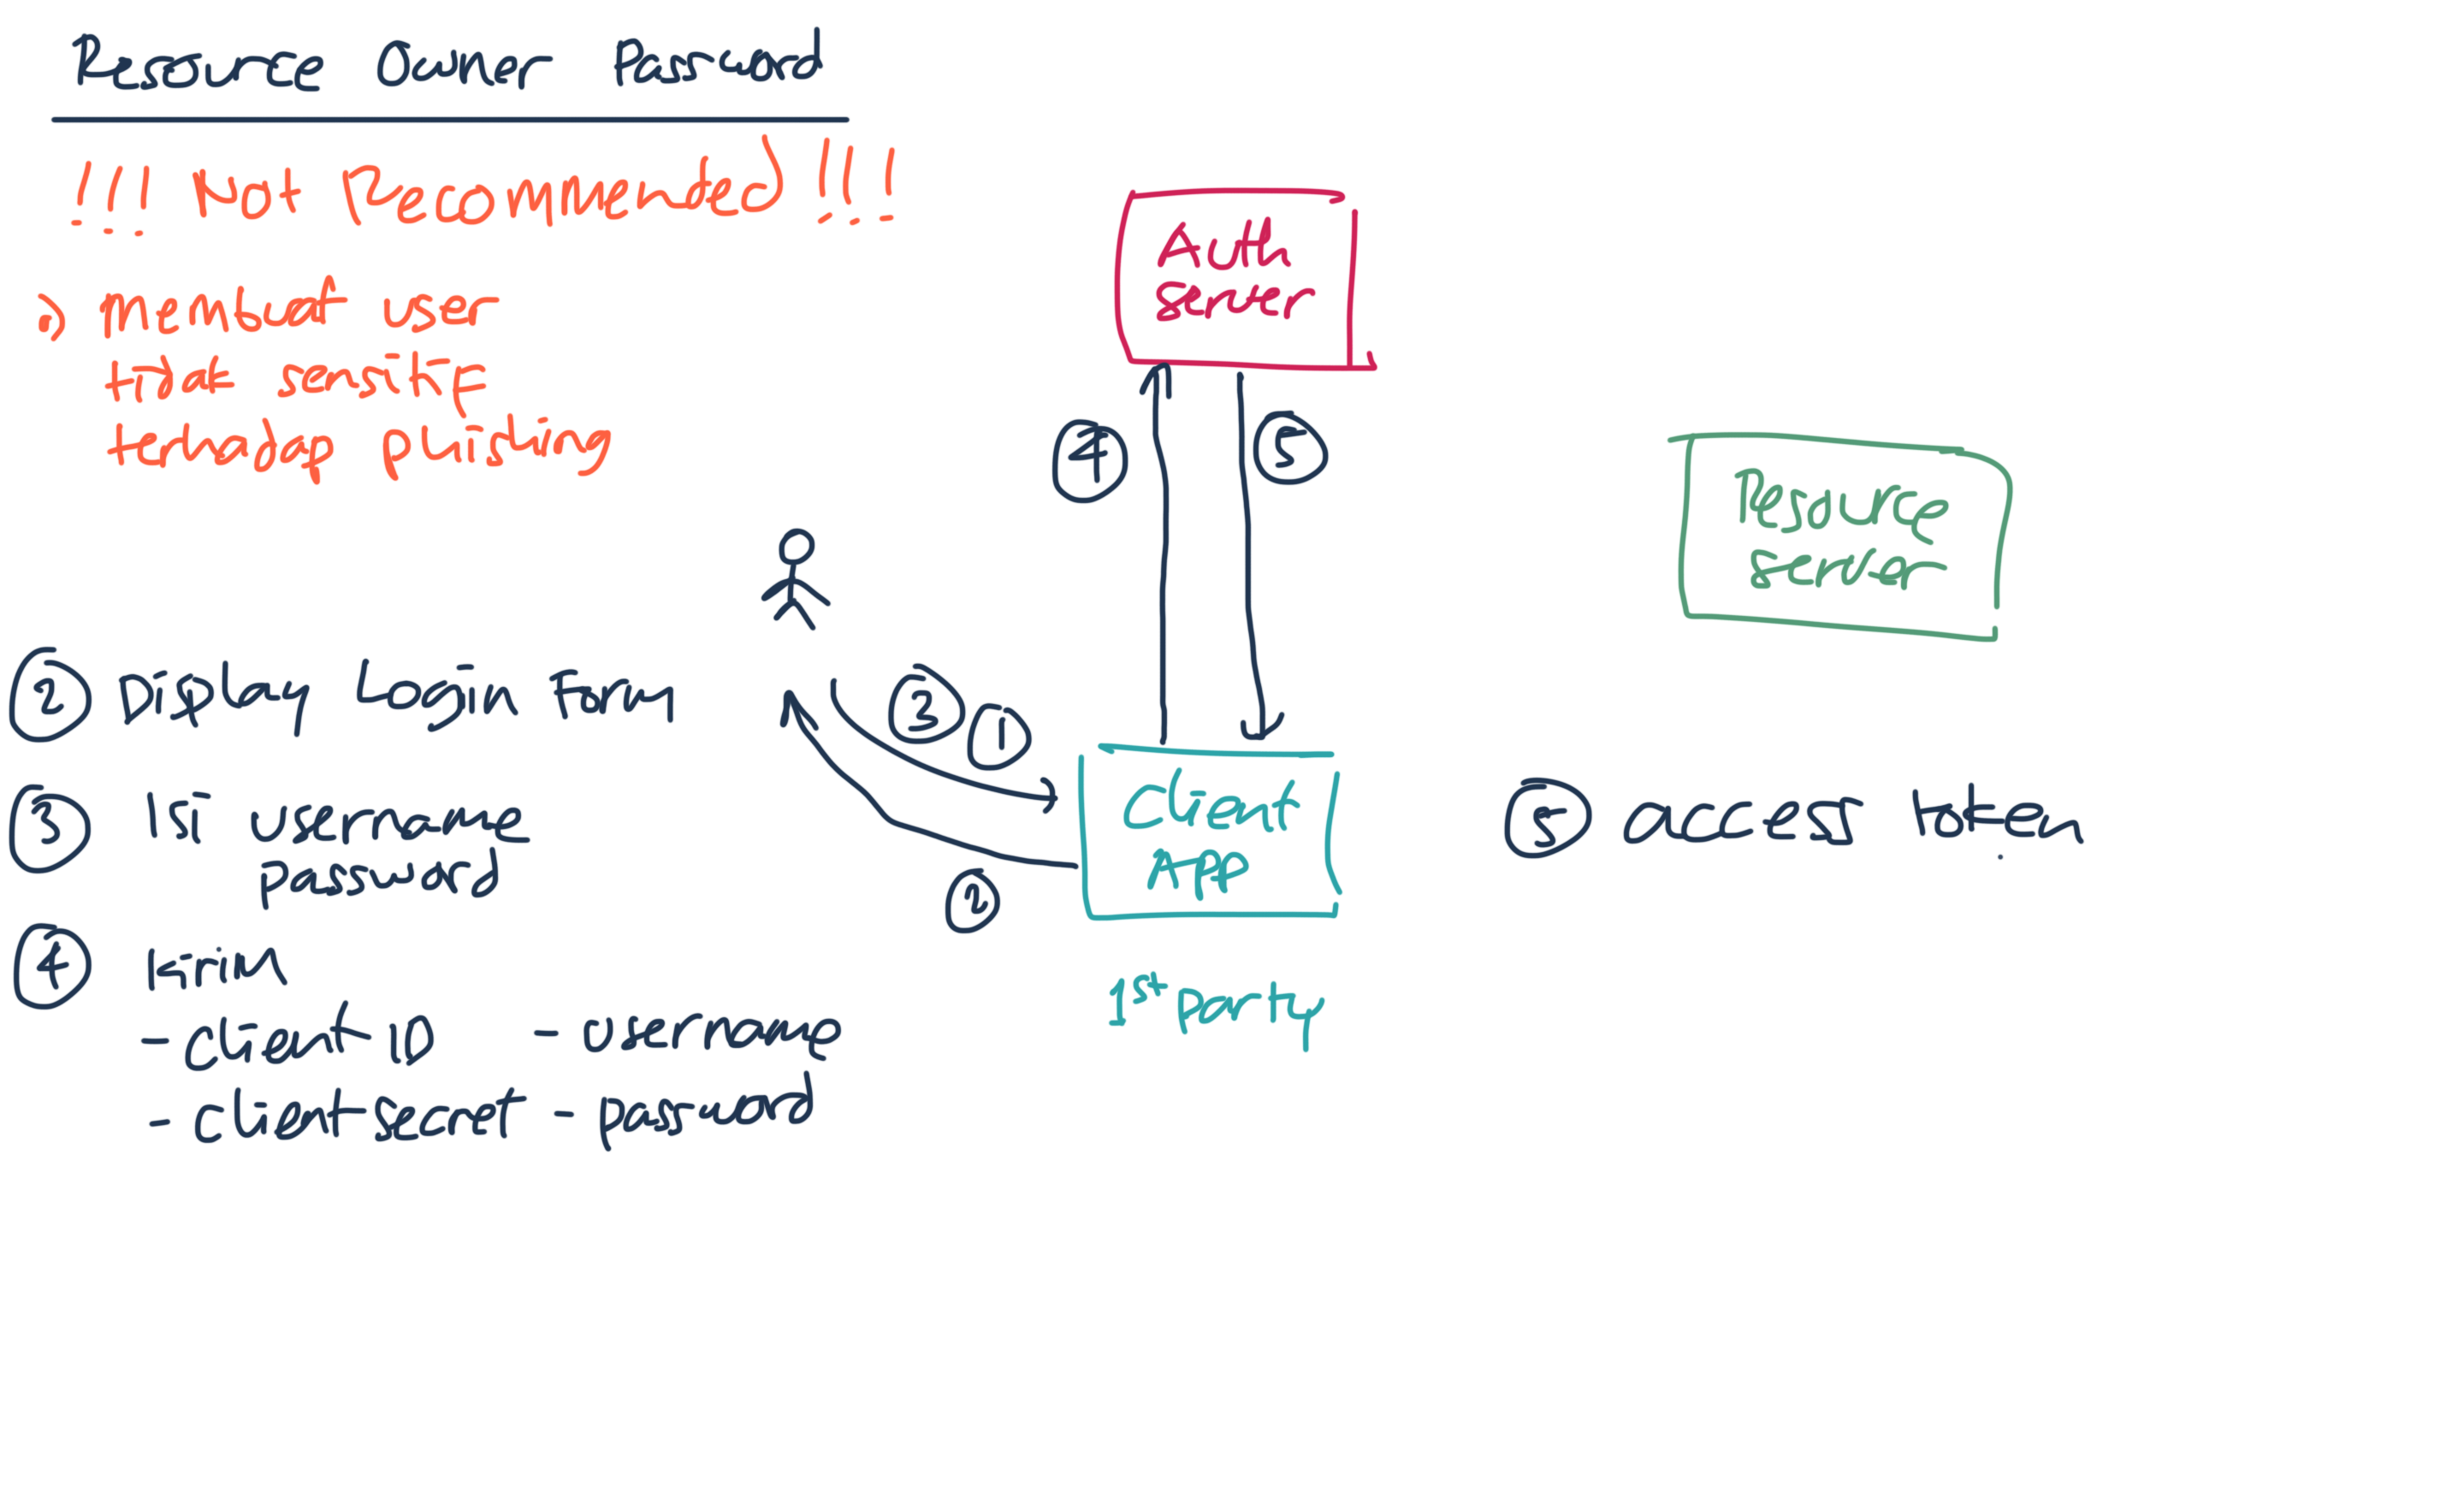 Resource Owner Password
!!! Not Recommended !!!
a) Membuat user
tidak sensitif
terhadap phishing
Auth
server
4
5
Resource
server
2 Display Login Form
3
1
3 Isi username
password
2
Client
App
1st Party
4 Kirim
- client ID - username
- client secret - password
5 access token